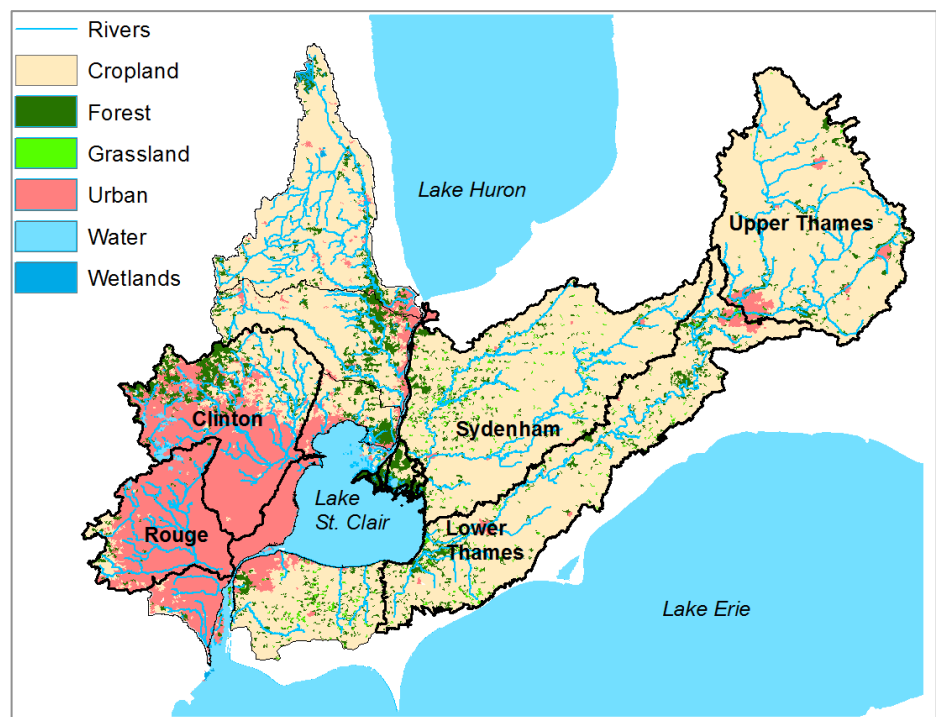 Rivers
Cropland
Forest
Grassland
Urban
Water
Wetlands
Lake Huron
Upper Thames
Clinton
Sydenham
Lake
St. Clair
Rouge
Lower
Thames
Lake Erie